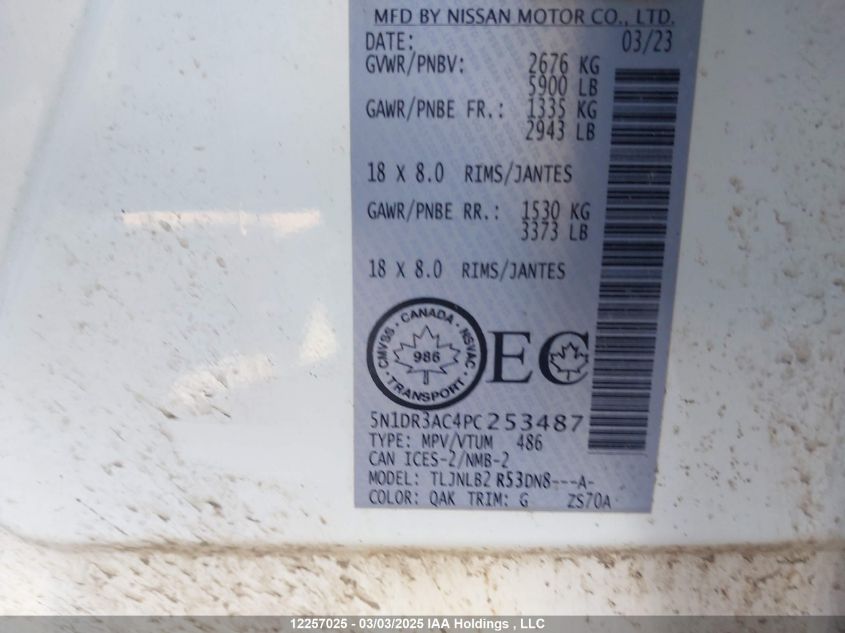 MFD BY NISSAN MOTOR CO., LTD.
DATE: 03/23
GVWR/PNBV: 2676 KG
5900 LB
GAWR/PNBE FR.: 1335 KG
2943 LB
18 X 8.0 RIMS/JANTES
GAWR/PNBE RR.: 1530 KG
3373 LB
18 X 8.0 RIMS/JANTES
CMVSS · CANADA · NSVAC
986
TRANSPORT
EC
5N1DR3AC4PC253487
TYPE: MPV/VTUM 486
CAN ICES-2/NMB-2
MODEL: TLJNLB2 R53DN8---A-
COLOR: QAK TRIM: G ZS70A
12257025 - 03/03/2025 IAA Holdings , LLC